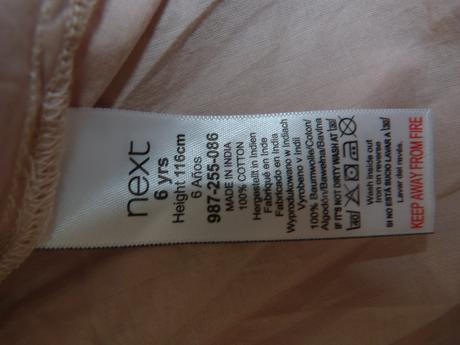 next
6 yrs
Height 116cm
6 Años
987-255-086
MADE IN INDIA
100% COTTON
Hergestellt in Indien
Fabriqué en Inde
Fabricado en India
Wyprodukowano w Indiach
Vyrobeno v Indii
100% Baumwolle/Coton/
Algodón/Bawełna/Bavlna
IF IT'S NOT DIRTY WASH AT 30
Wash inside out
Iron on reverse
SI NO ESTÁ SUCIO LAVAR A 30
Lavar del revés.
KEEP AWAY FROM FIRE